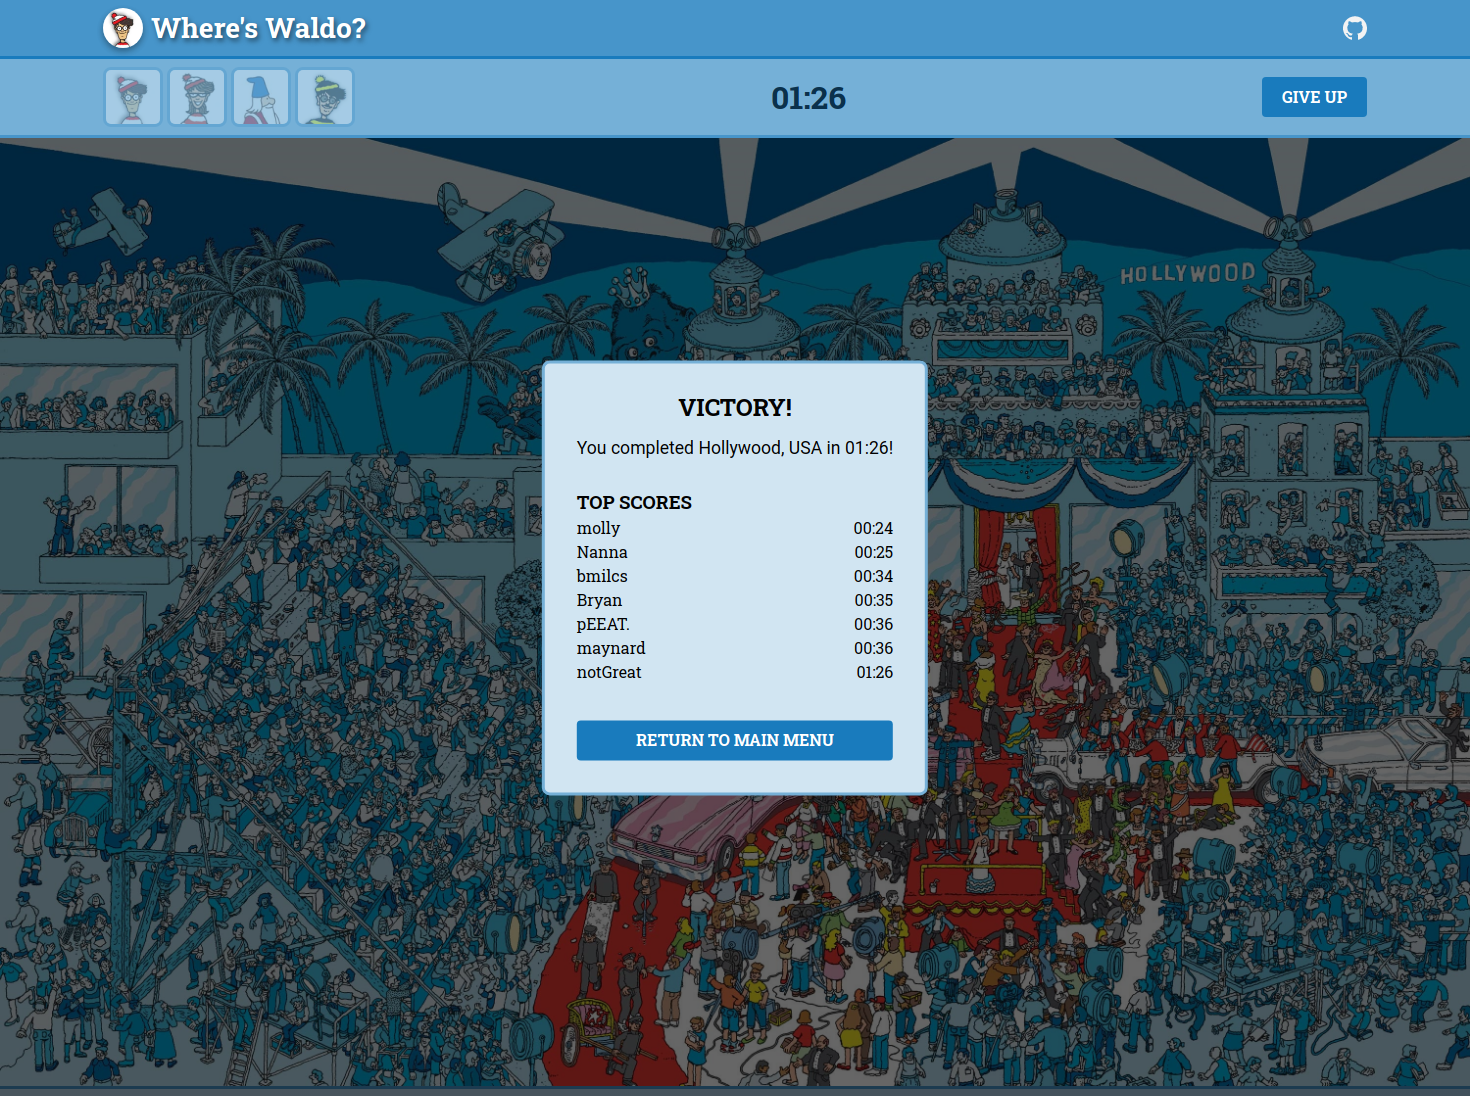 Where's Waldo?
01:26
GIVE UP
HOLLYWOOD
VICTORY!
You completed Hollywood, USA in 01:26!
TOP SCORES
molly 00:24
Nanna 00:25
bmilcs 00:34
Bryan 00:35
pEEAT. 00:36
maynard 00:36
notGreat 01:26
RETURN TO MAIN MENU